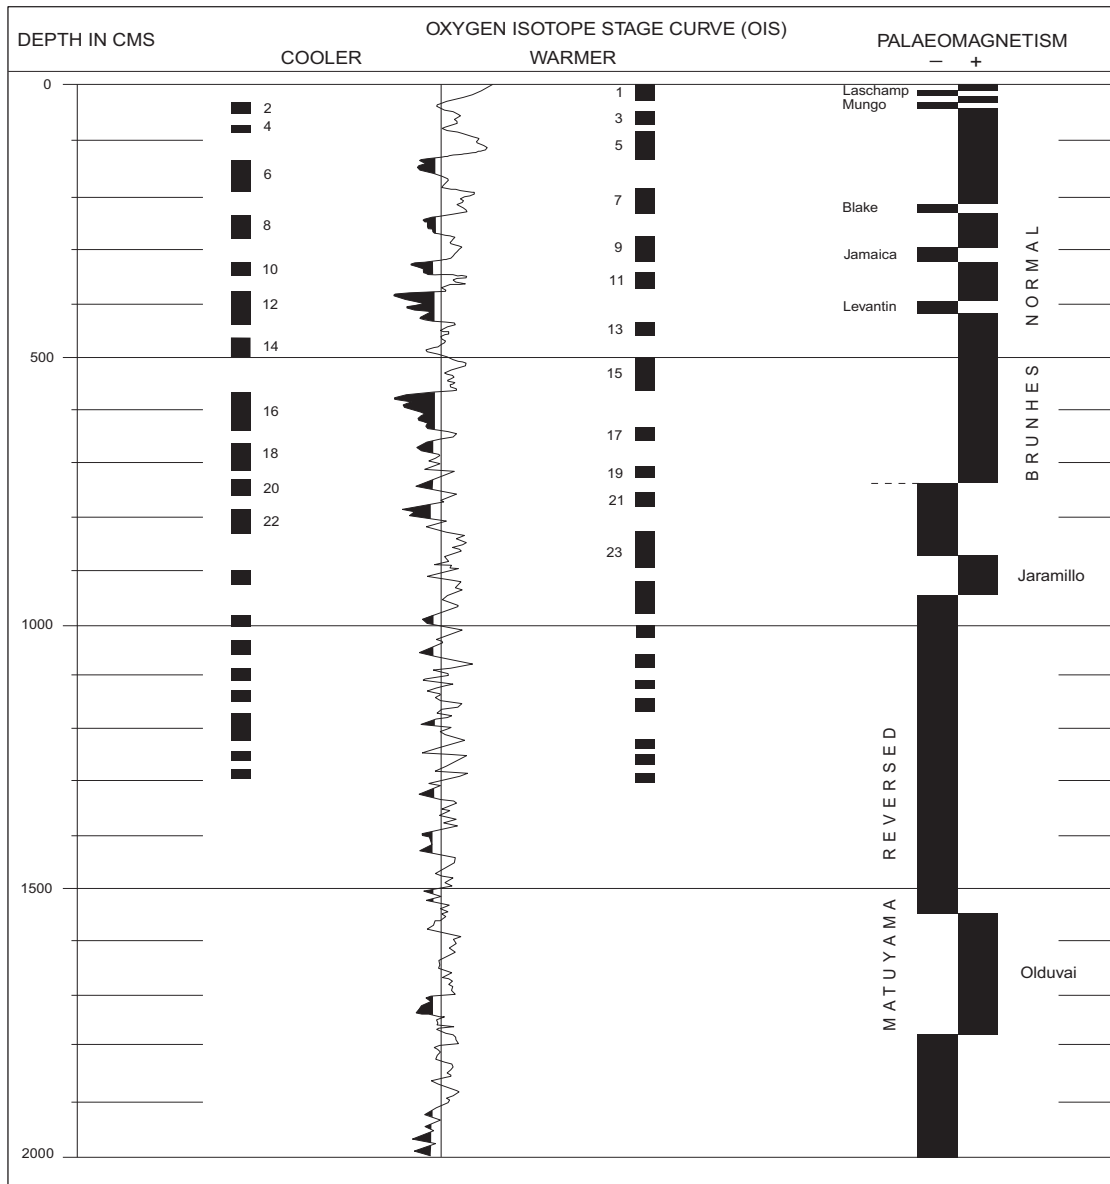 OXYGEN ISOTOPE STAGE CURVE (OIS)
DEPTH IN CMS
COOLER
WARMER
PALAEOMAGNETISM
– +
0
1
Laschamp
2
Mungo
3
4
5
6
7
Blake
8
9
Jamaica
10
11
12
Levantin
13
14
500
15
16
17
18
19
20
21
22
23
BRUNHES NORMAL
Jaramillo
1000
MATUYAMA REVERSED
1500
Olduvai
2000